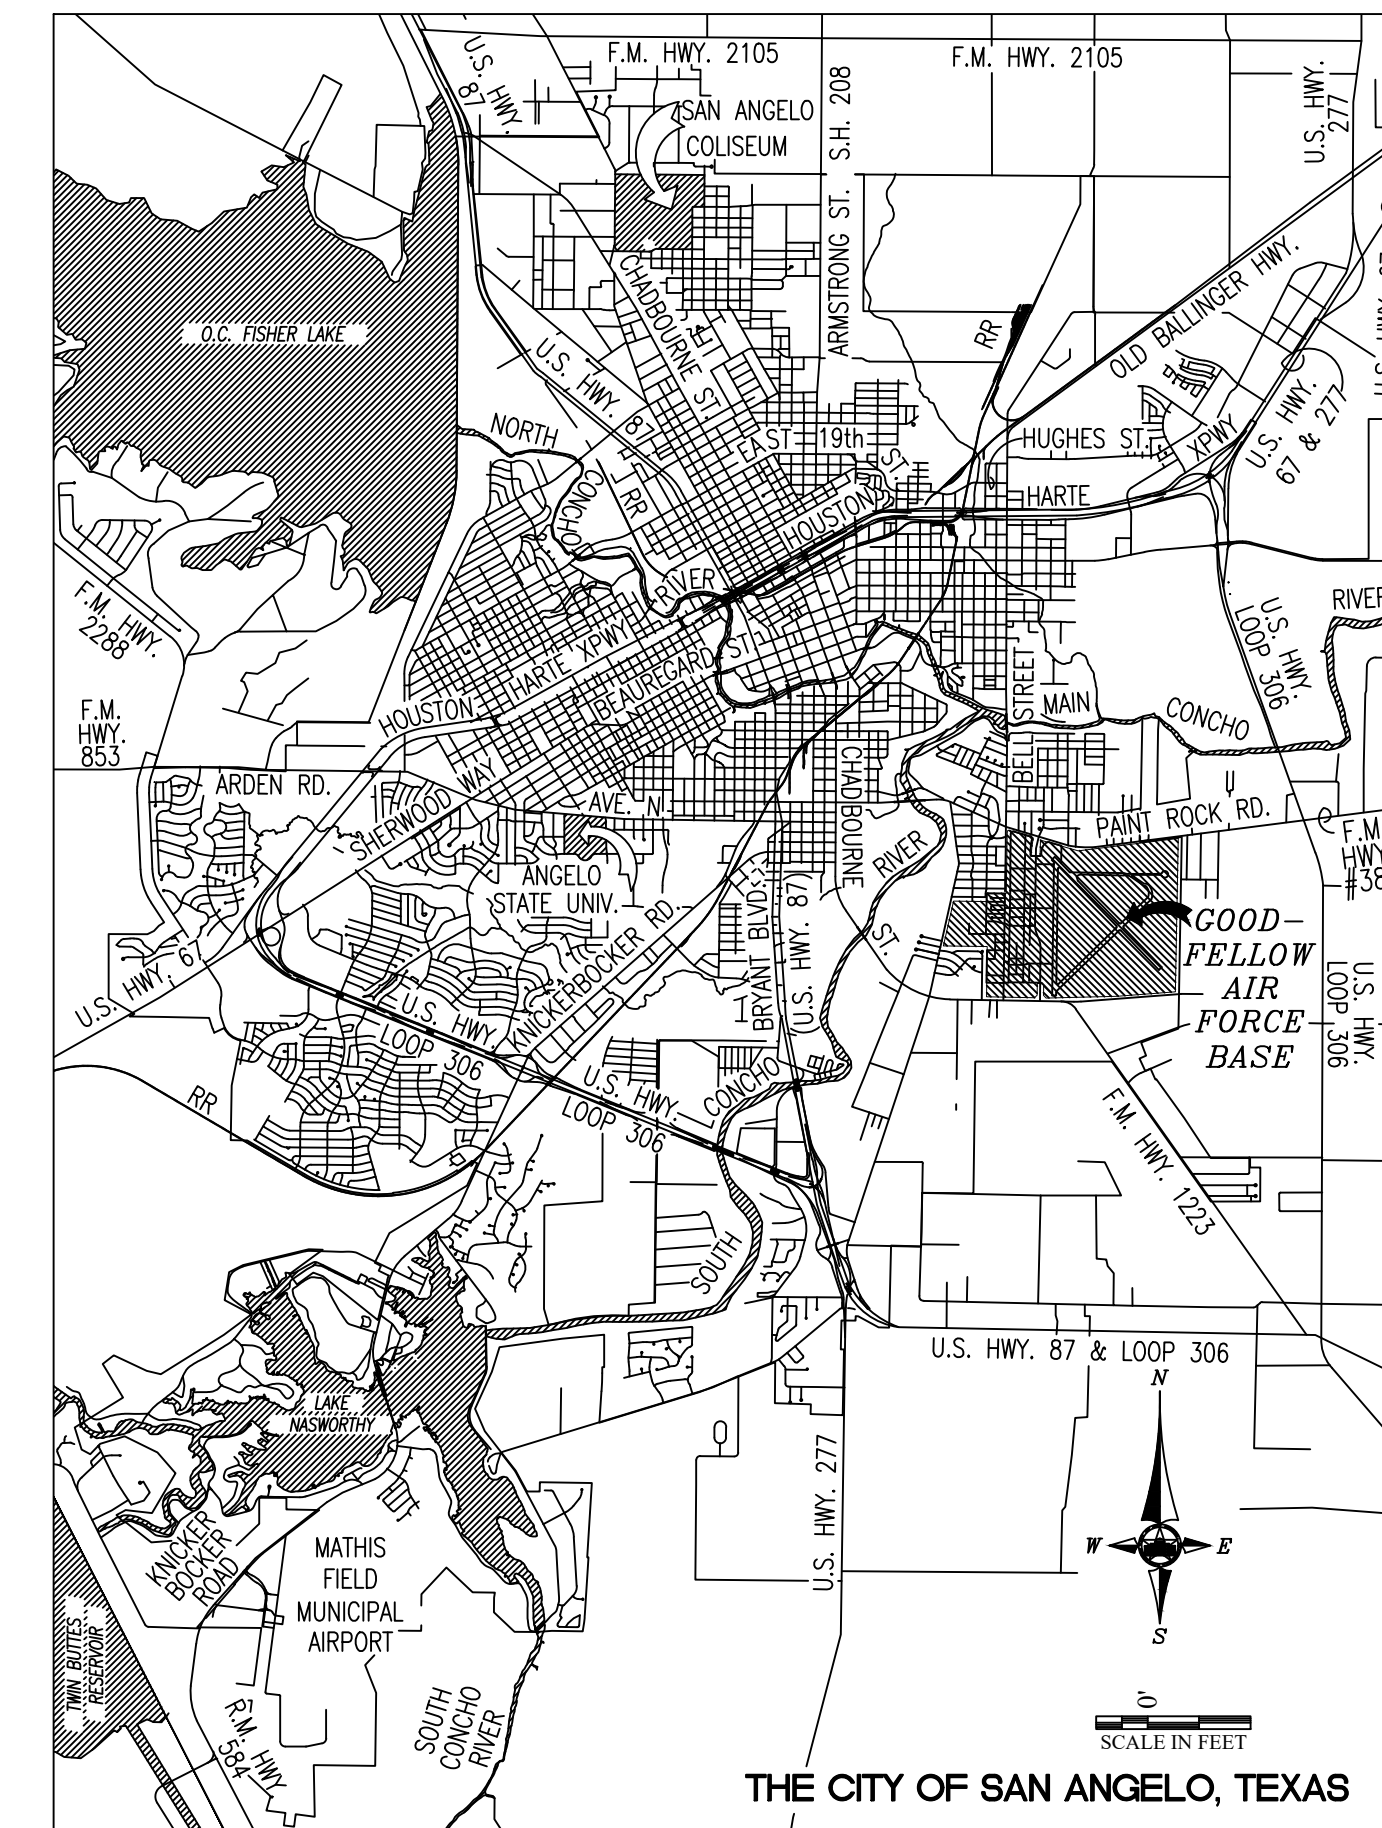 F.M. HWY. 2105
F.M. HWY. 2105
U.S. HWY.
87
SAN ANGELO
COLISEUM
ARMSTRONG ST. S.H. 208
U.S. HWY.
277
O.C. FISHER LAKE
CHADBOURNE ST.
RR
OLD BALLINGER HWY.
U.S. HWY. 87
NORTH
CONCHO
RIVER
RR
EAST 19th ST.
HUGHES ST.
XPWY
U.S. HWY.
67 & 277
HOUSTON
HARTE
F.M. HWY.
2288
RIVER
U.S. HWY.
LOOP 306
HOUSTON HARTE XPWY
BEAUREGARD ST.
BELL STREET
MAIN
CONCHO
F.M.
HWY.
853
ARDEN RD.
SHERWOOD WAY
AVE. N.
CHADBOURNE
ST.
RIVER
PAINT ROCK RD.
F.M.
HWY.
ANGELO
STATE UNIV.
KNICKERBOCKER RD.
BRYANT BLVD.
(U.S. HWY. 87)
GOOD-
FELLOW
AIR
FORCE
BASE
U.S. HWY.
LOOP 306
U.S. HWY. 67
U.S. HWY.
LOOP 306
U.S. HWY.
LOOP 306
CONCHO
RR
F.M. HWY. 1223
SOUTH
U.S. HWY. 87 & LOOP 306
LAKE
NASWORTHY
N
W
E
S
KNICKER
BOCKER
ROAD
MATHIS
FIELD
MUNICIPAL
AIRPORT
U.S. HWY. 277
TWIN BUTTES
RESERVOIR
R.M. HWY
584
SOUTH
CONCHO
RIVER
0'
SCALE IN FEET
THE CITY OF SAN ANGELO, TEXAS